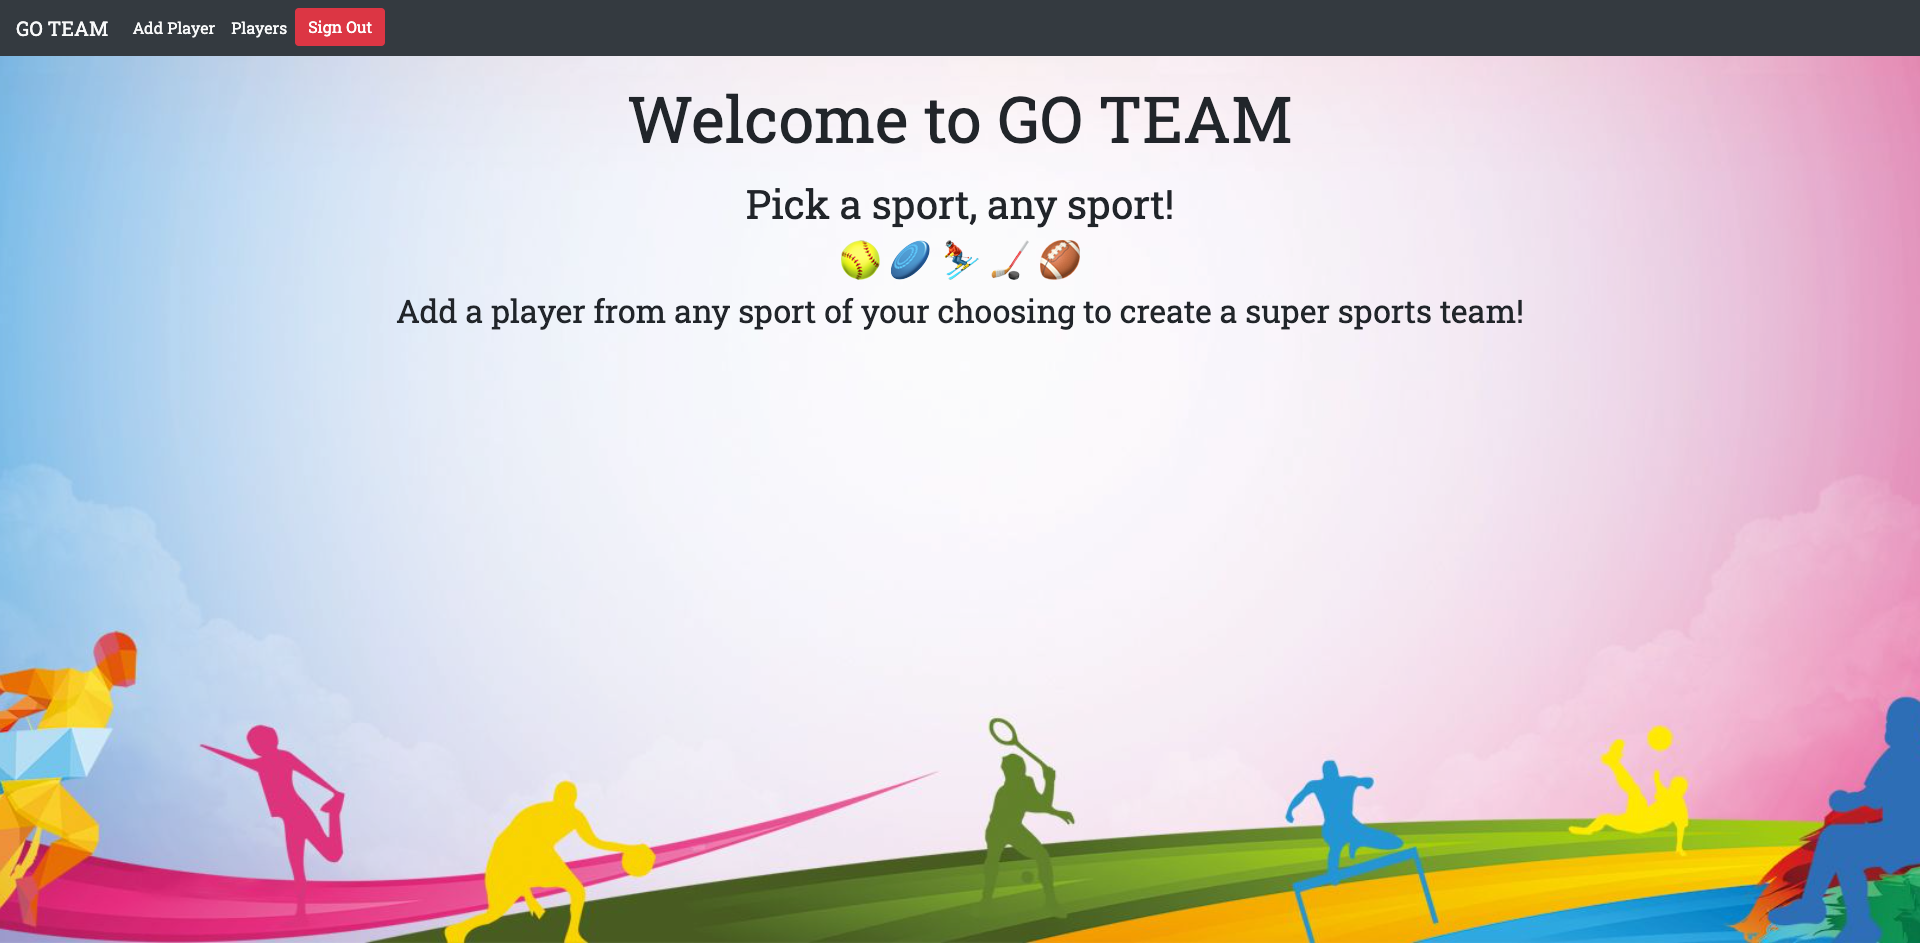 GO TEAM Add Player Players Sign Out
Welcome to GO TEAM
Pick a sport, any sport!
🥎 🥏 ⛷️ 🏒 🏈
Add a player from any sport of your choosing to create a super sports team!